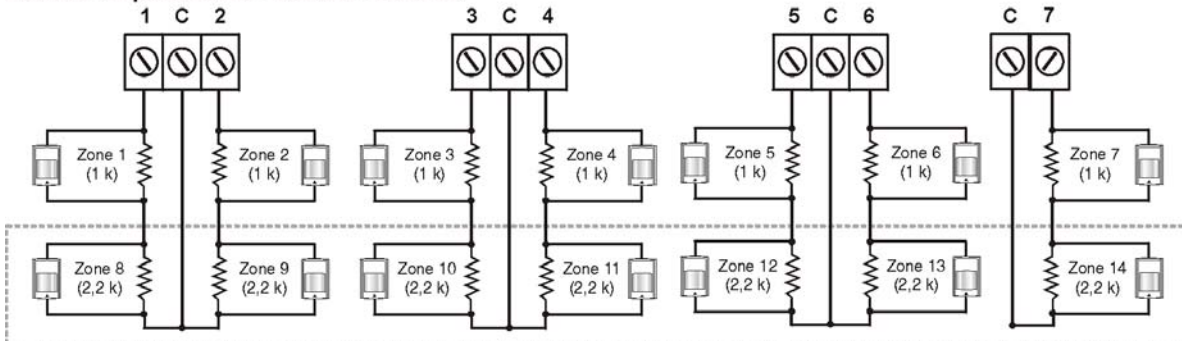 1 C 2 3 C 4 5 C 6 C 7
Zone 1 Zone 2 Zone 3 Zone 4 Zone 5 Zone 6 Zone 7
(1 k) (1 k) (1 k) (1 k) (1 k) (1 k) (1 k)
Zone 8 Zone 9 Zone 10 Zone 11 Zone 12 Zone 13 Zone 14
(2,2 k) (2,2 k) (2,2 k) (2,2 k) (2,2 k) (2,2 k) (2,2 k)